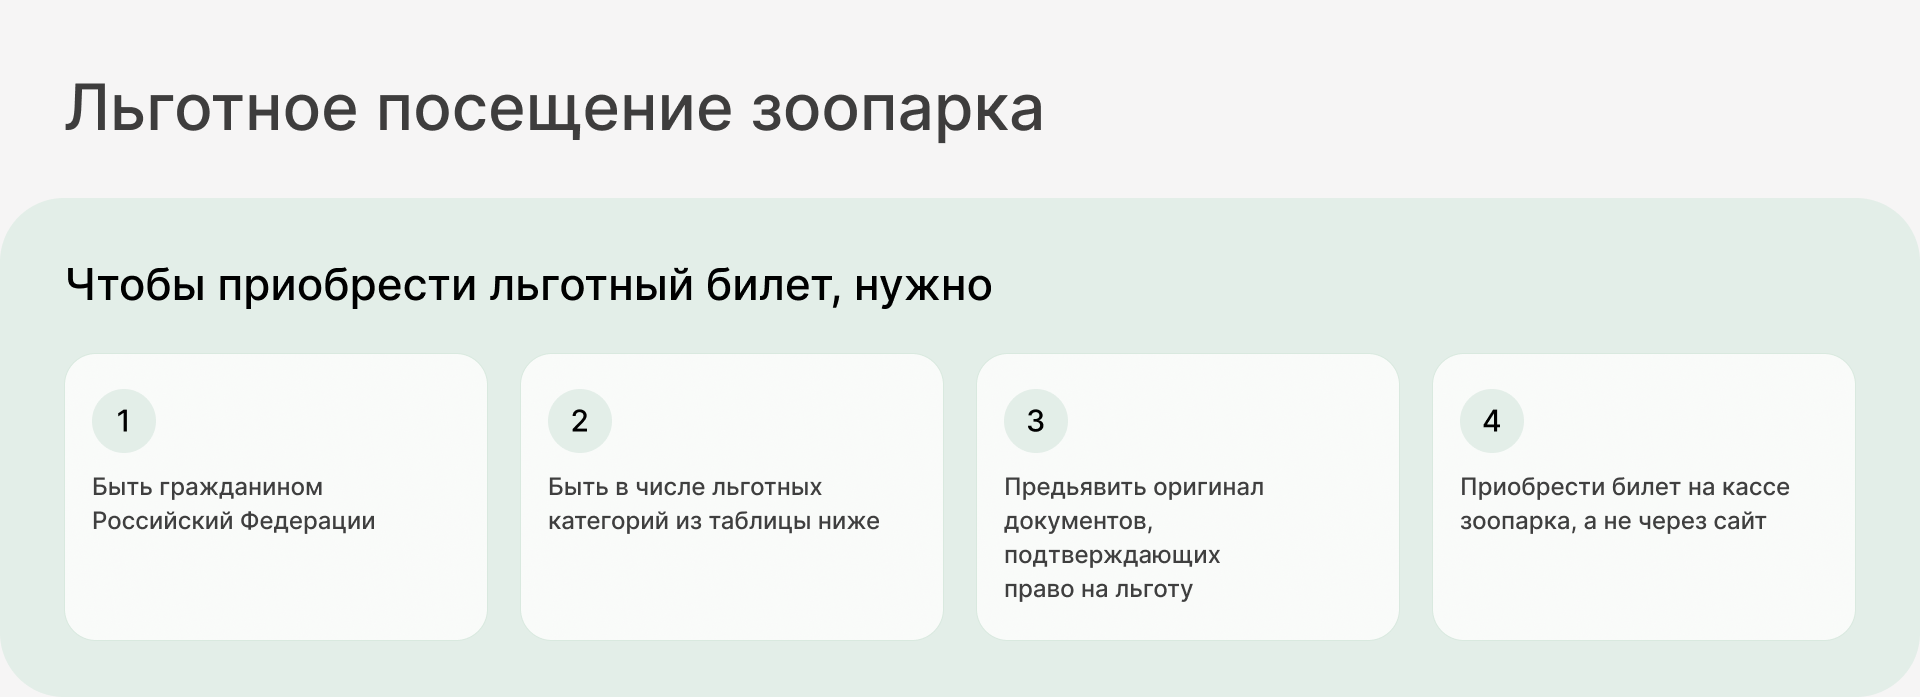 Льготное посещение зоопарка
Чтобы приобрести льготный билет, нужно
1
Быть гражданином
Российский Федерации
2
Быть в числе льготных
категорий из таблицы ниже
3
Предьявить оригинал
документов,
подтверждающих
право на льготу
4
Приобрести билет на кассе
зоопарка, а не через сайт